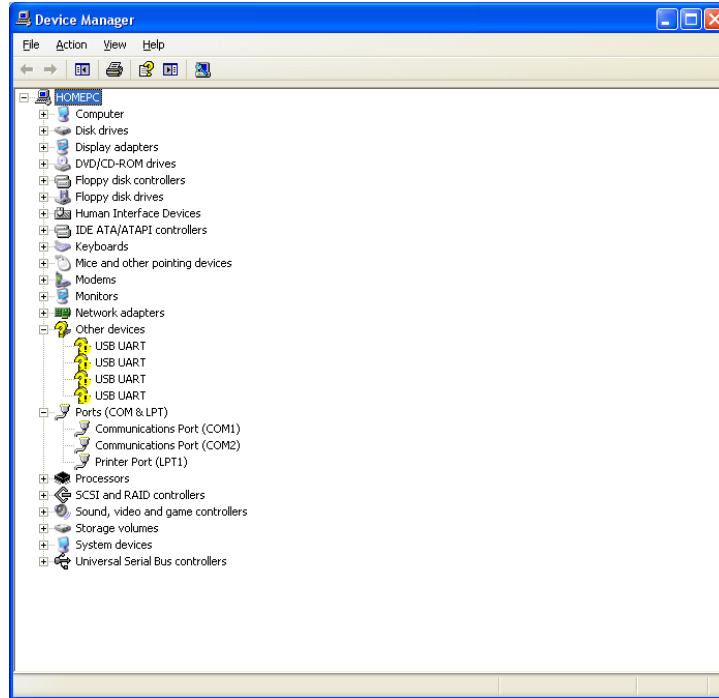 Device Manager
File Action View Help
HOMEPC
Computer
Disk drives
Display adapters
DVD/CD-ROM drives
Floppy disk controllers
Floppy disk drives
Human Interface Devices
IDE ATA/ATAPI controllers
Keyboards
Mice and other pointing devices
Modems
Monitors
Network adapters
Other devices
USB UART
USB UART
USB UART
USB UART
Ports (COM & LPT)
Communications Port (COM1)
Communications Port (COM2)
Printer Port (LPT1)
Processors
SCSI and RAID controllers
Sound, video and game controllers
Storage volumes
System devices
Universal Serial Bus controllers